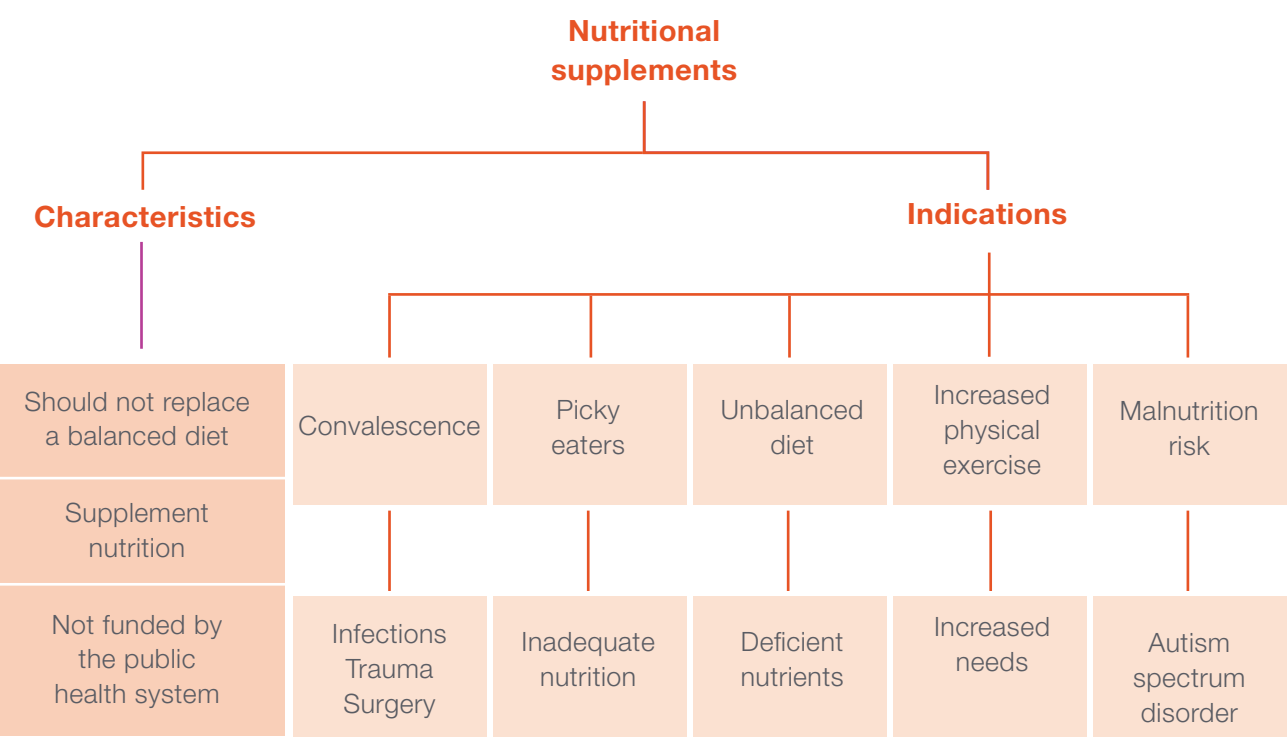 Nutritional
supplements
Characteristics
Indications
Should not replace
a balanced diet
Supplement
nutrition
Not funded by
the public
health system
Convalescence
Picky
eaters
Unbalanced
diet
Increased
physical
exercise
Malnutrition
risk
Infections
Trauma
Surgery
Inadequate
nutrition
Deficient
nutrients
Increased
needs
Autism
spectrum
disorder